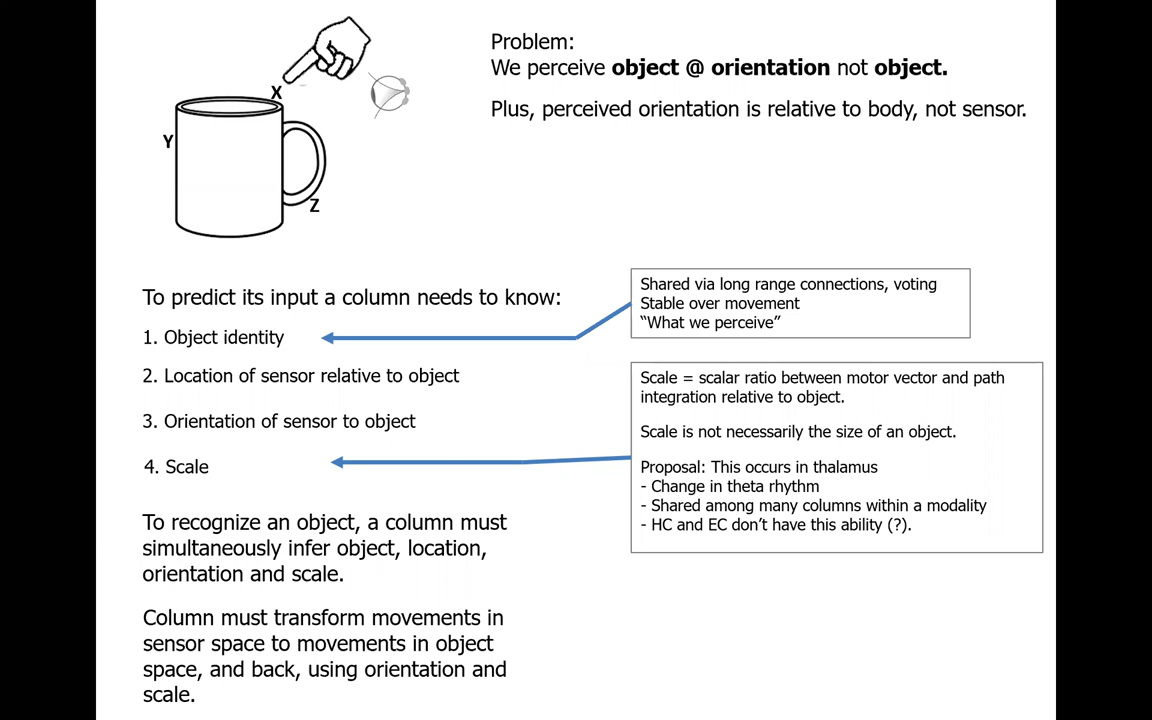 Problem:
We perceive object @ orientation not object.
Plus, perceived orientation is relative to body, not sensor.
X
Y
Z
To predict its input a column needs to know:
1. Object identity
2. Location of sensor relative to object
3. Orientation of sensor to object
4. Scale
To recognize an object, a column must
simultaneously infer object, location,
orientation and scale.
Column must transform movements in
sensor space to movements in object
space, and back, using orientation and
scale.
Shared via long range connections, voting
Stable over movement
“What we perceive”
Scale = scalar ratio between motor vector and path
integration relative to object.
Scale is not necessarily the size of an object.
Proposal: This occurs in thalamus
- Change in theta rhythm
- Shared among many columns within a modality
- HC and EC don’t have this ability (?).